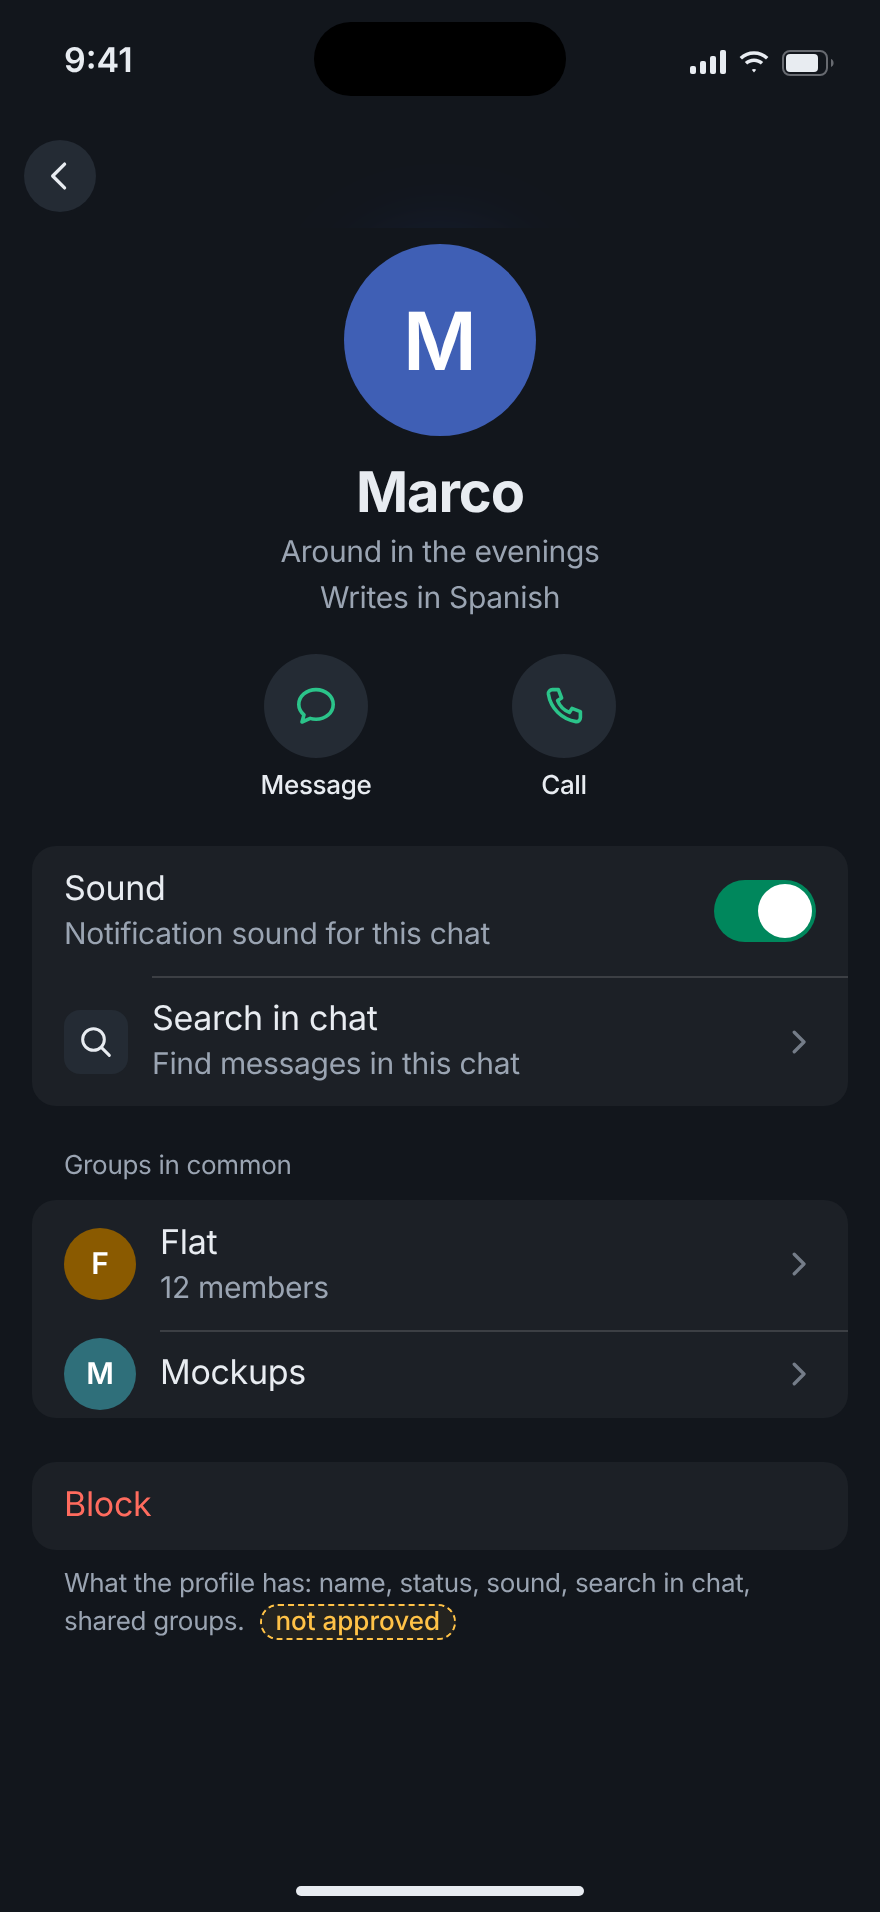 9:41
M
Marco
Around in the evenings
Writes in Spanish
Message
Call
Sound
Notification sound for this chat
Search in chat
Find messages in this chat
Groups in common
F
Flat
12 members
M
Mockups
Block
What the profile has: name, status, sound, search in chat,
shared groups. not approved